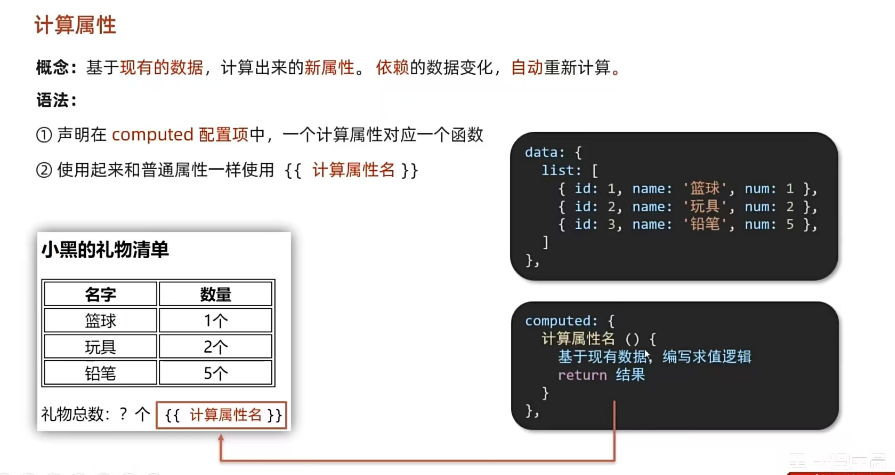 计算属性
概念：基于现有的数据，计算出来的新属性。 依赖的数据变化，自动重新计算。
语法：
① 声明在 computed 配置项中，一个计算属性对应一个函数
② 使用起来和普通属性一样使用 {{ 计算属性名 }}
小黑的礼物清单
名字 数量
篮球 1个
玩具 2个
铅笔 5个
礼物总数：？个 {{ 计算属性名 }}
data: {
list: [
{ id: 1, name: '篮球', num: 1 },
{ id: 2, name: '玩具', num: 2 },
{ id: 3, name: '铅笔', num: 5 },
]
},
computed: {
计算属性名 () {
基于现有数据，编写求值逻辑
return 结果
}
},